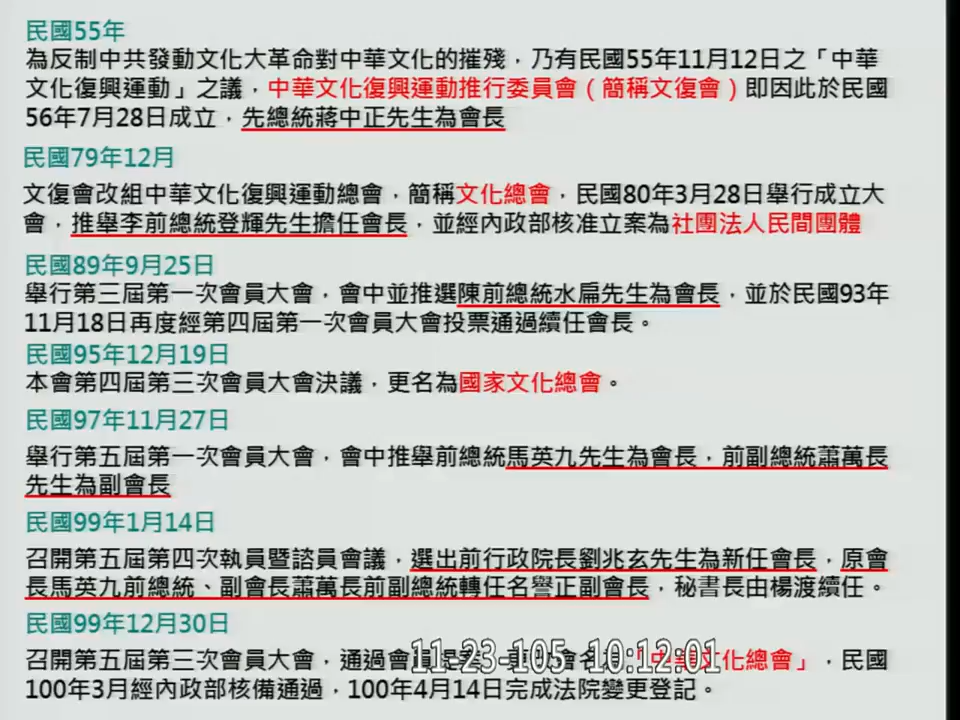 民國55年
為反制中共發動文化大革命對中華文化的摧殘，乃有民國55年11月12日之「中華
文化復興運動」之議，中華文化復興運動推行委員會（簡稱文復會）即因此於民國
56年7月28日成立，先總統蔣中正先生為會長
民國79年12月
文復會改組中華文化復興運動總會，簡稱文化總會，民國80年3月28日舉行成立大
會，推舉李前總統登輝先生擔任會長，並經內政部核准立案為社團法人民間團體
民國89年9月25日
舉行第三屆第一次會員大會，會中並推選陳前總統水扁先生為會長，並於民國93年
11月18日再度經第四屆第一次會員大會投票通過續任會長。
民國95年12月19日
本會第四屆第三次會員大會決議，更名為國家文化總會。
民國97年11月27日
舉行第五屆第一次會員大會，會中推舉前總統馬英九先生為會長，前副總統蕭萬長
先生為副會長
民國99年1月14日
召開第五屆第四次執員暨諮員會議，選出前行政院長劉兆玄先生為新任會長，原會
長馬英九前總統、副會長蕭萬長前副總統轉任名譽正副會長，秘書長由楊渡續任。
民國99年12月30日
召開第五屆第三次會員大會，通過會員提 會名 「中華文化總會」，民國
11-23-105 10:12:01
100年3月經內政部核備通過，100年4月14日完成法院變更登記。